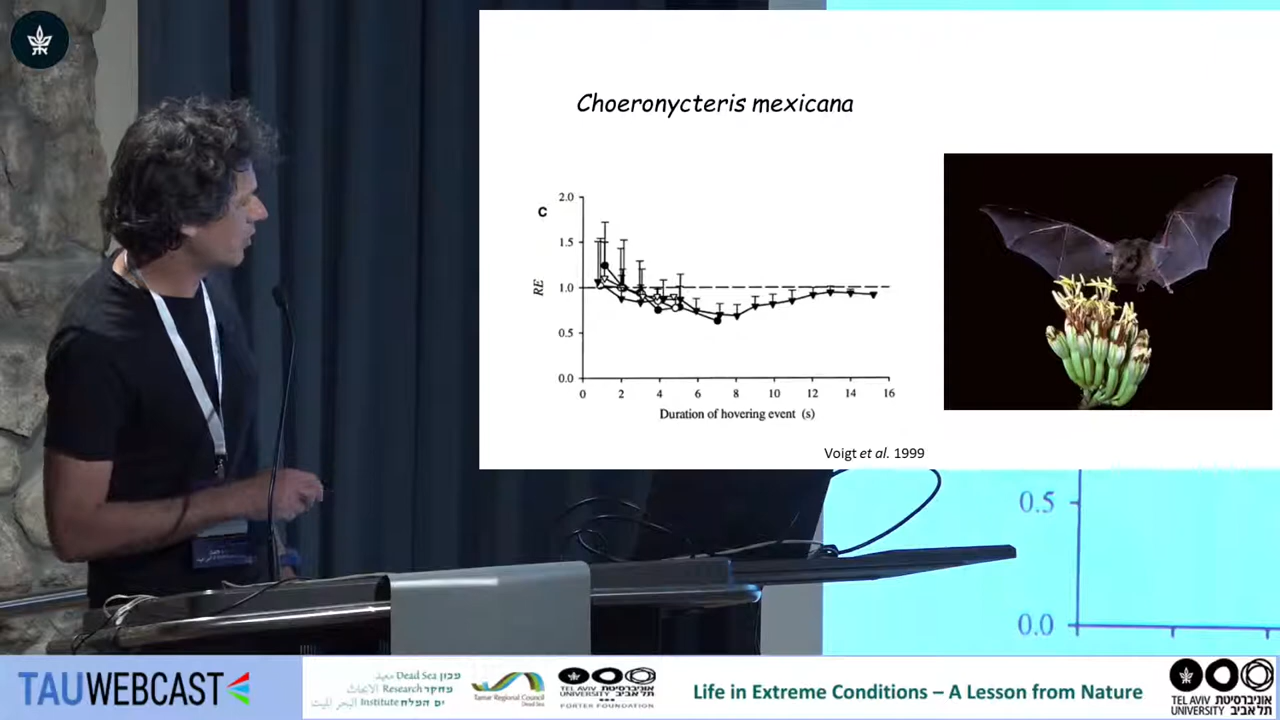 Choeronycteris mexicana
C
2.0
1.5
1.0
0.5
0.0
RE
0 2 4 6 8 10 12 14 16
Duration of hovering event (s)
Voigt et al. 1999
0.5
0.0
TAUWEBCAST
מכון
Dead Sea
מחקר
Research
ים המלח
Institute
Tamar Regional Council
Dead Sea
TEL AVIV אוניברסיטת
UNIVERSITY תל אביב
PORTER FOUNDATION
Life in Extreme Conditions – A Lesson from Nature
TEL AVIV אוניברסיטת
UNIVERSITY תל אביב